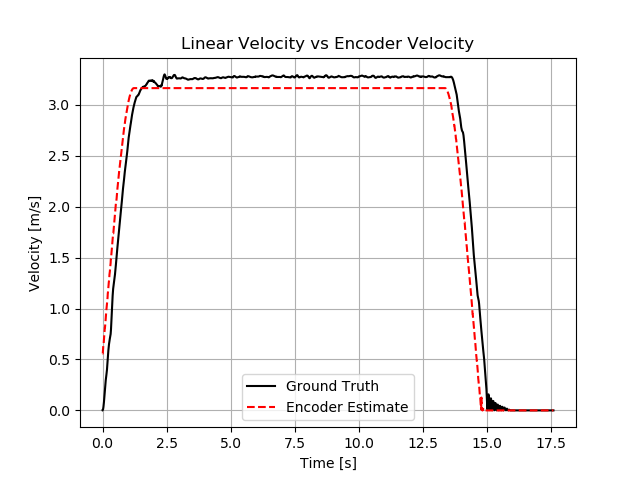 Linear Velocity vs Encoder Velocity
3.0
2.5
2.0
1.5
1.0
0.5
0.0
Velocity [m/s]
Ground Truth
Encoder Estimate
0.0 2.5 5.0 7.5 10.0 12.5 15.0 17.5
Time [s]